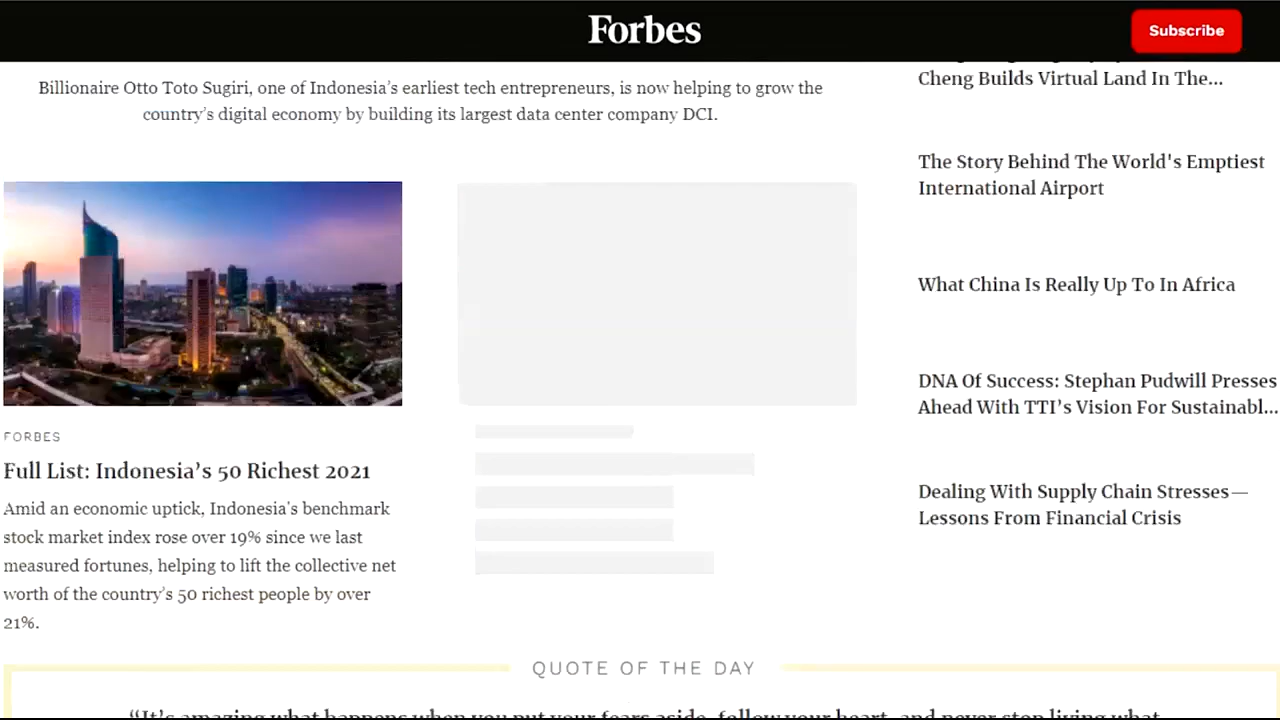 Forbes
Subscribe
Billionaire Otto Toto Sugiri, one of Indonesia’s earliest tech entrepreneurs, is now helping to grow the
country’s digital economy by building its largest data center company DCI.
FORBES
Full List: Indonesia’s 50 Richest 2021
Amid an economic uptick, Indonesia’s benchmark
stock market index rose over 19% since we last
measured fortunes, helping to lift the collective net
worth of the country’s 50 richest people by over
21%.
Cheng Builds Virtual Land In The...
The Story Behind The World's Emptiest
International Airport
What China Is Really Up To In Africa
DNA Of Success: Stephan Pudwill Presses
Ahead With TTI’s Vision For Sustainabl...
Dealing With Supply Chain Stresses—
Lessons From Financial Crisis
QUOTE OF THE DAY
“It’s amazing what happens when you put your fears aside, follow your heart, and never stop living what